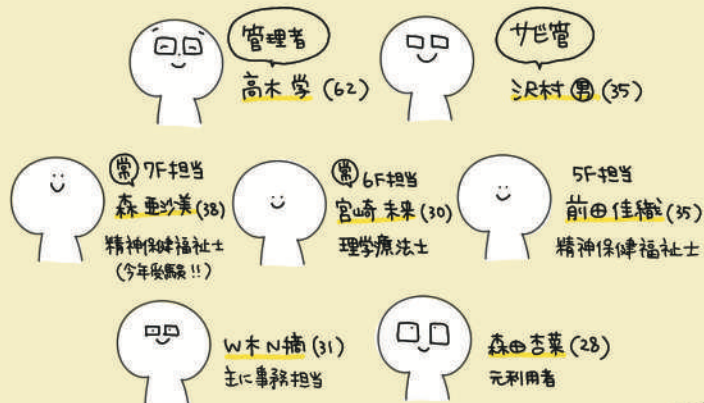 管理者
高木 学 (62)
サビ管
沢村 男 (35)
常 7F担当
森 亜沙美 (38)
精神保健福祉士
(今年受験!!)
常 6F担当
宮崎 未来 (30)
理学療法士
5F担当
前田 佳織 (35)
精神保健福祉士
W木 N摘 (31)
主に事務担当
森田 杏菜 (28)
元利用者